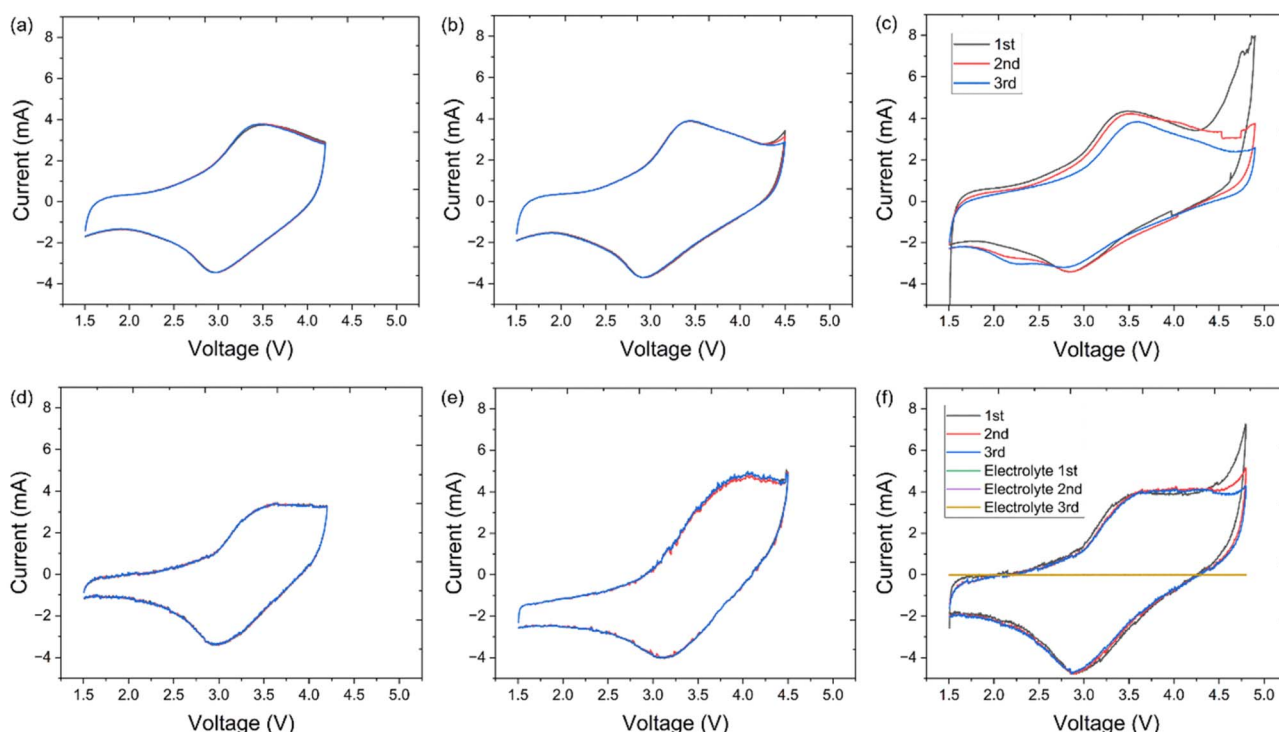 (a)
8
6
4
2
0
−2
−4
Current (mA)
1.5 2.0 2.5 3.0 3.5 4.0 4.5 5.0
Voltage (V)
(b)
8
6
4
2
0
−2
−4
Current (mA)
1.5 2.0 2.5 3.0 3.5 4.0 4.5 5.0
Voltage (V)
(c)
8
6
4
2
0
−2
−4
Current (mA)
1st
2nd
3rd
1.5 2.0 2.5 3.0 3.5 4.0 4.5 5.0
Voltage (V)
(d)
8
6
4
2
0
−2
−4
Current (mA)
1.5 2.0 2.5 3.0 3.5 4.0 4.5 5.0
Voltage (V)
(e)
8
6
4
2
0
−2
−4
Current (mA)
1.5 2.0 2.5 3.0 3.5 4.0 4.5 5.0
Voltage (V)
(f)
8
6
4
2
0
−2
−4
Current (mA)
1st
2nd
3rd
Electrolyte 1st
Electrolyte 2nd
Electrolyte 3rd
1.5 2.0 2.5 3.0 3.5 4.0 4.5 5.0
Voltage (V)